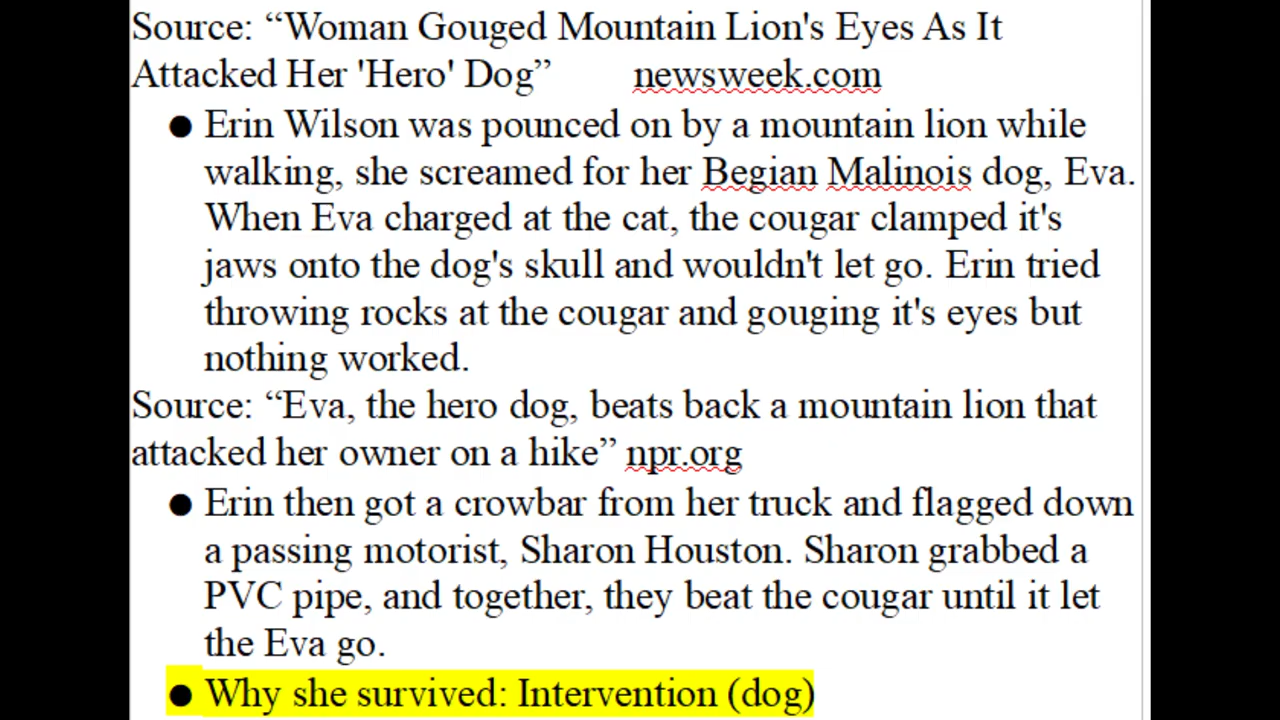 Source: “Woman Gouged Mountain Lion's Eyes As It
Attacked Her 'Hero' Dog” newsweek.com
● Erin Wilson was pounced on by a mountain lion while
walking, she screamed for her Begian Malinois dog, Eva.
When Eva charged at the cat, the cougar clamped it's
jaws onto the dog's skull and wouldn't let go. Erin tried
throwing rocks at the cougar and gouging it's eyes but
nothing worked.
Source: “Eva, the hero dog, beats back a mountain lion that
attacked her owner on a hike” npr.org
● Erin then got a crowbar from her truck and flagged down
a passing motorist, Sharon Houston. Sharon grabbed a
PVC pipe, and together, they beat the cougar until it let
the Eva go.
● Why she survived: Intervention (dog)